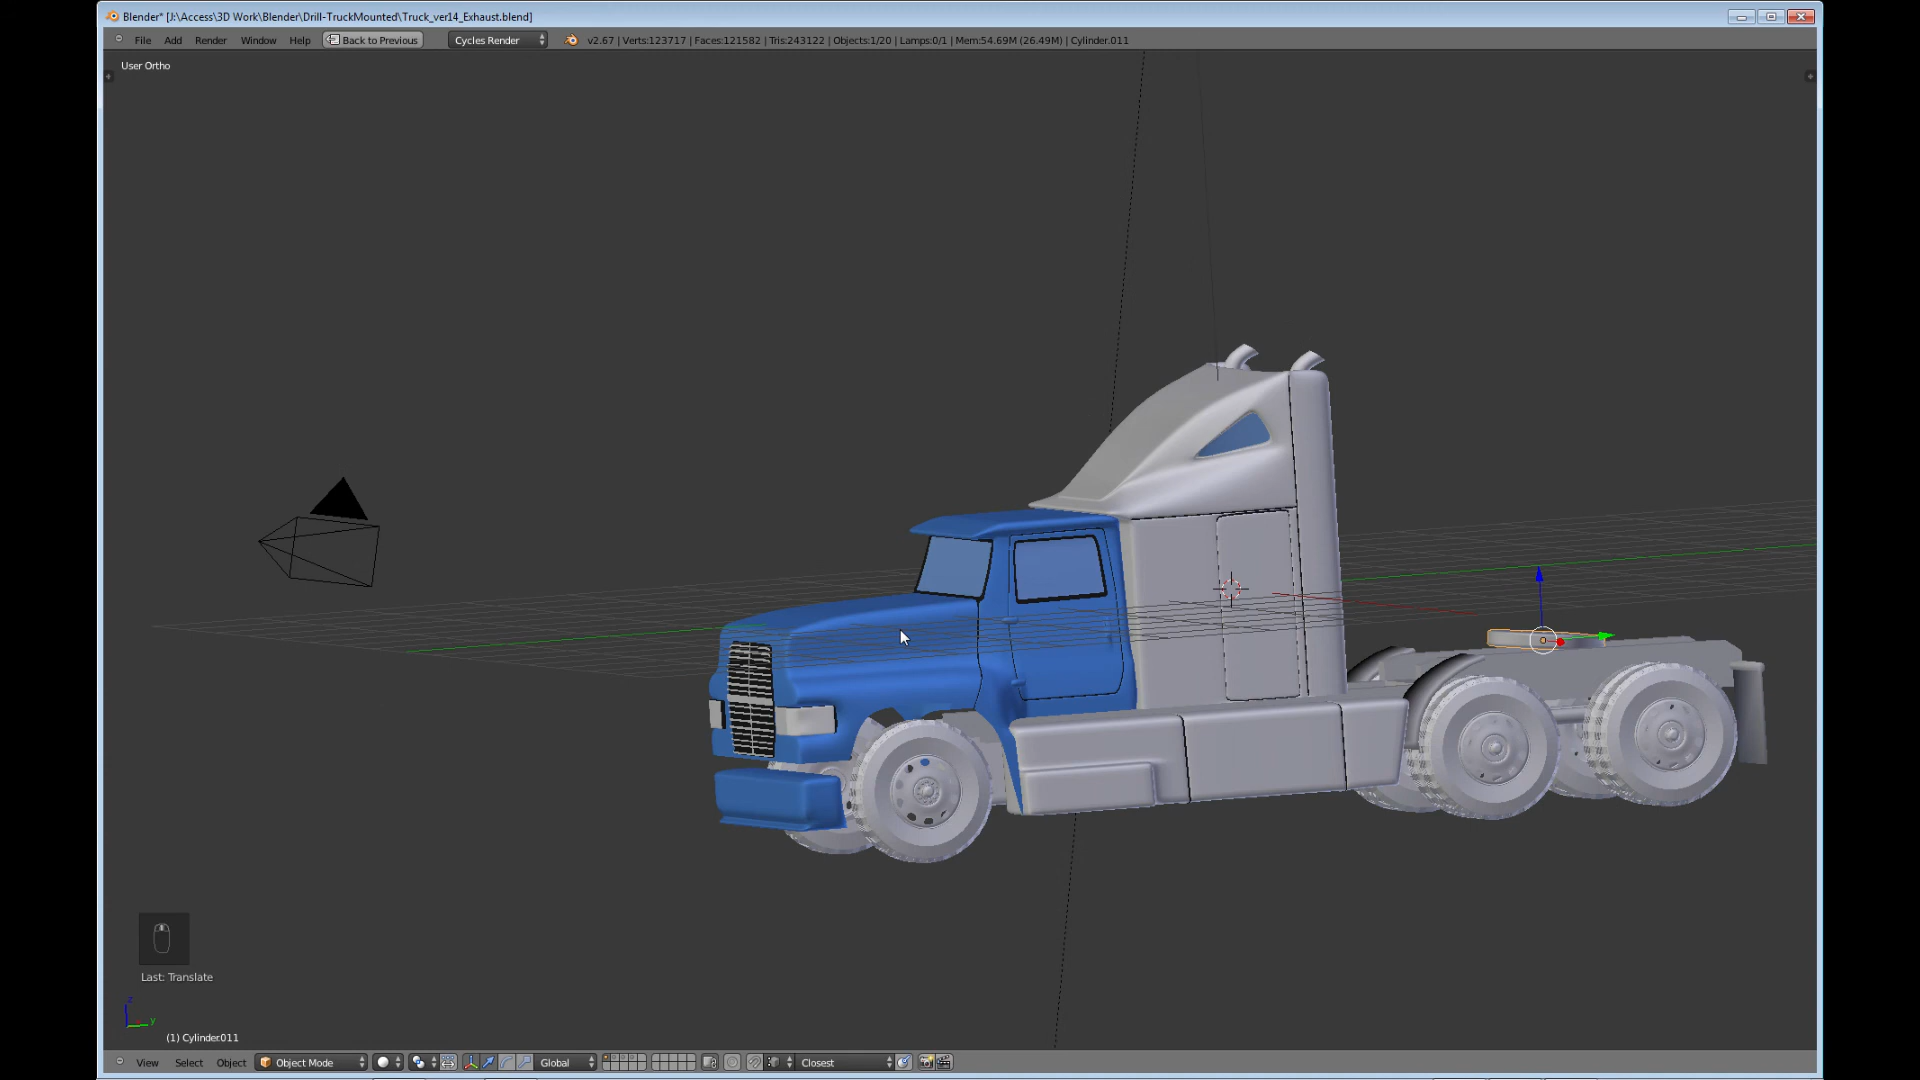 Blender* [J:\Access\3D Work\Blender\Drill-TruckMounted\Truck_ver14_Exhaust.blend]
File Add Render Window Help Back to Previous Cycles Render v2.67 | Verts:123717 | Faces:121582 | Tris:243122 | Objects:1/20 | Lamps:0/1 | Mem:54.69M (26.49M) | Cylinder.011
User Ortho
Last: Translate
z
y
(1) Cylinder.011
View Select Object Object Mode Global Closest